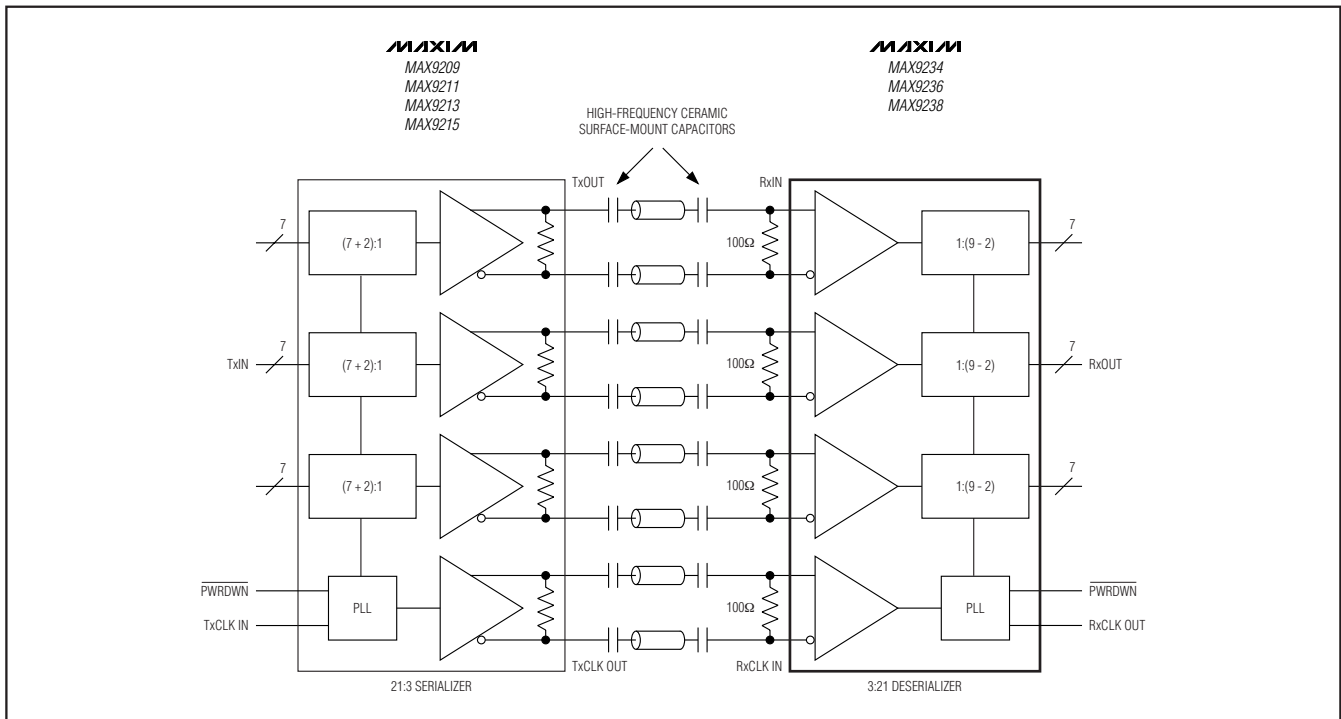 MAXIM
MAX9209
MAX9211
MAX9213
MAX9215
MAXIM
MAX9234
MAX9236
MAX9238
HIGH-FREQUENCY CERAMIC
SURFACE-MOUNT CAPACITORS
TxOUT
RxIN
7
(7 + 2):1
100Ω
1:(9 - 2)
7
TxIN
7
(7 + 2):1
100Ω
1:(9 - 2)
7
RxOUT
7
(7 + 2):1
100Ω
1:(9 - 2)
7
PWRDWN
TxCLK IN
PLL
100Ω
PLL
PWRDWN
RxCLK OUT
TxCLK OUT
RxCLK IN
21:3 SERIALIZER
3:21 DESERIALIZER